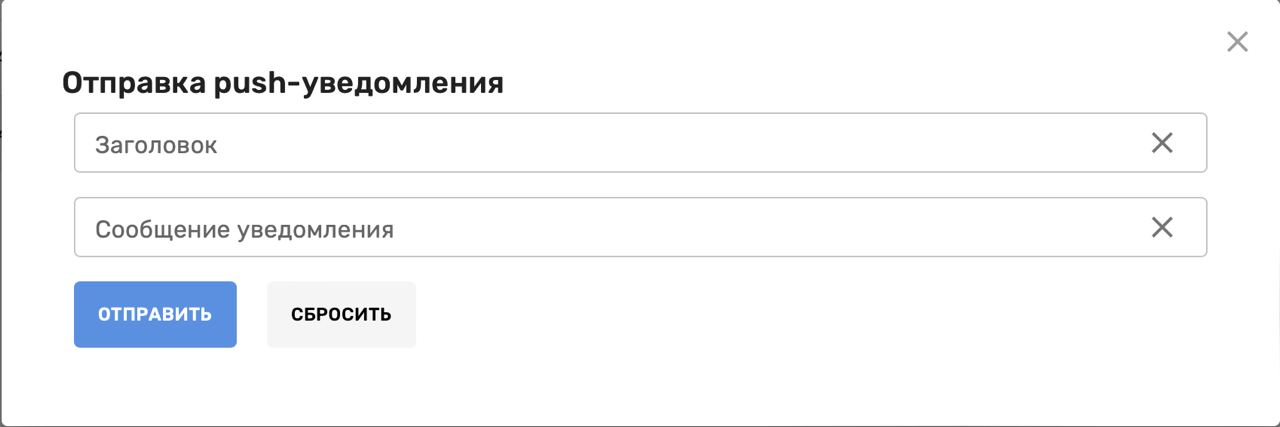 Отправка push-уведомления
Заголовок
Сообщение уведомления
ОТПРАВИТЬ
СБРОСИТЬ